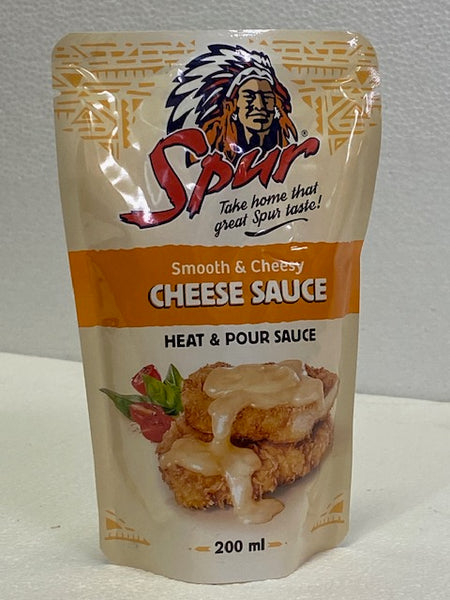 Spur®
Take home that
great Spur taste!
Smooth & Cheesy
CHEESE SAUCE
HEAT & POUR SAUCE
200 ml